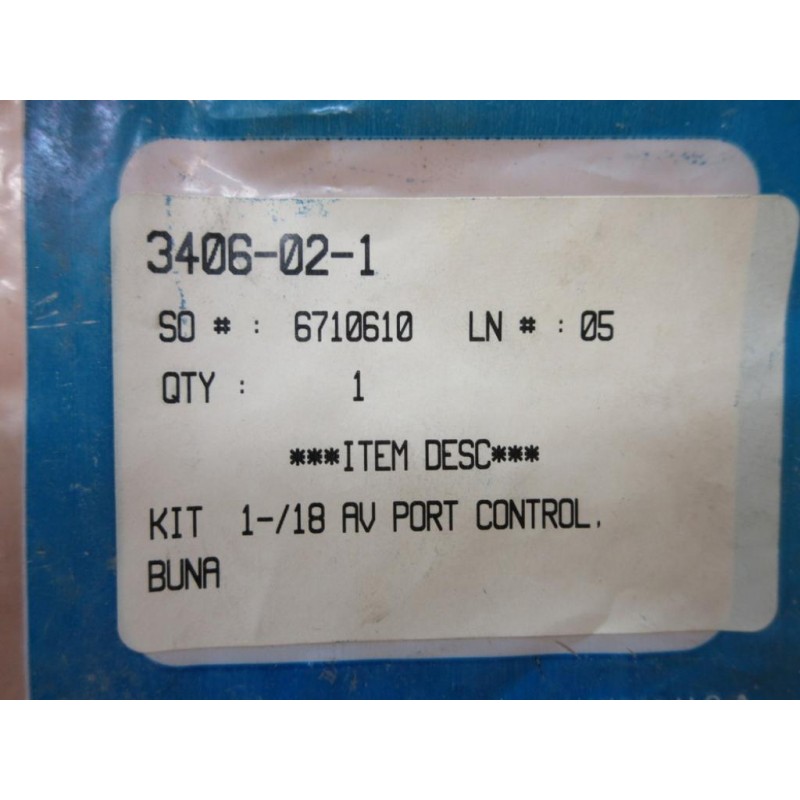 3406-02-1
SO # : 6710610 LN # : 05
QTY : 1
***ITEM DESC***
KIT 1-/18 AV PORT CONTROL.
BUNA